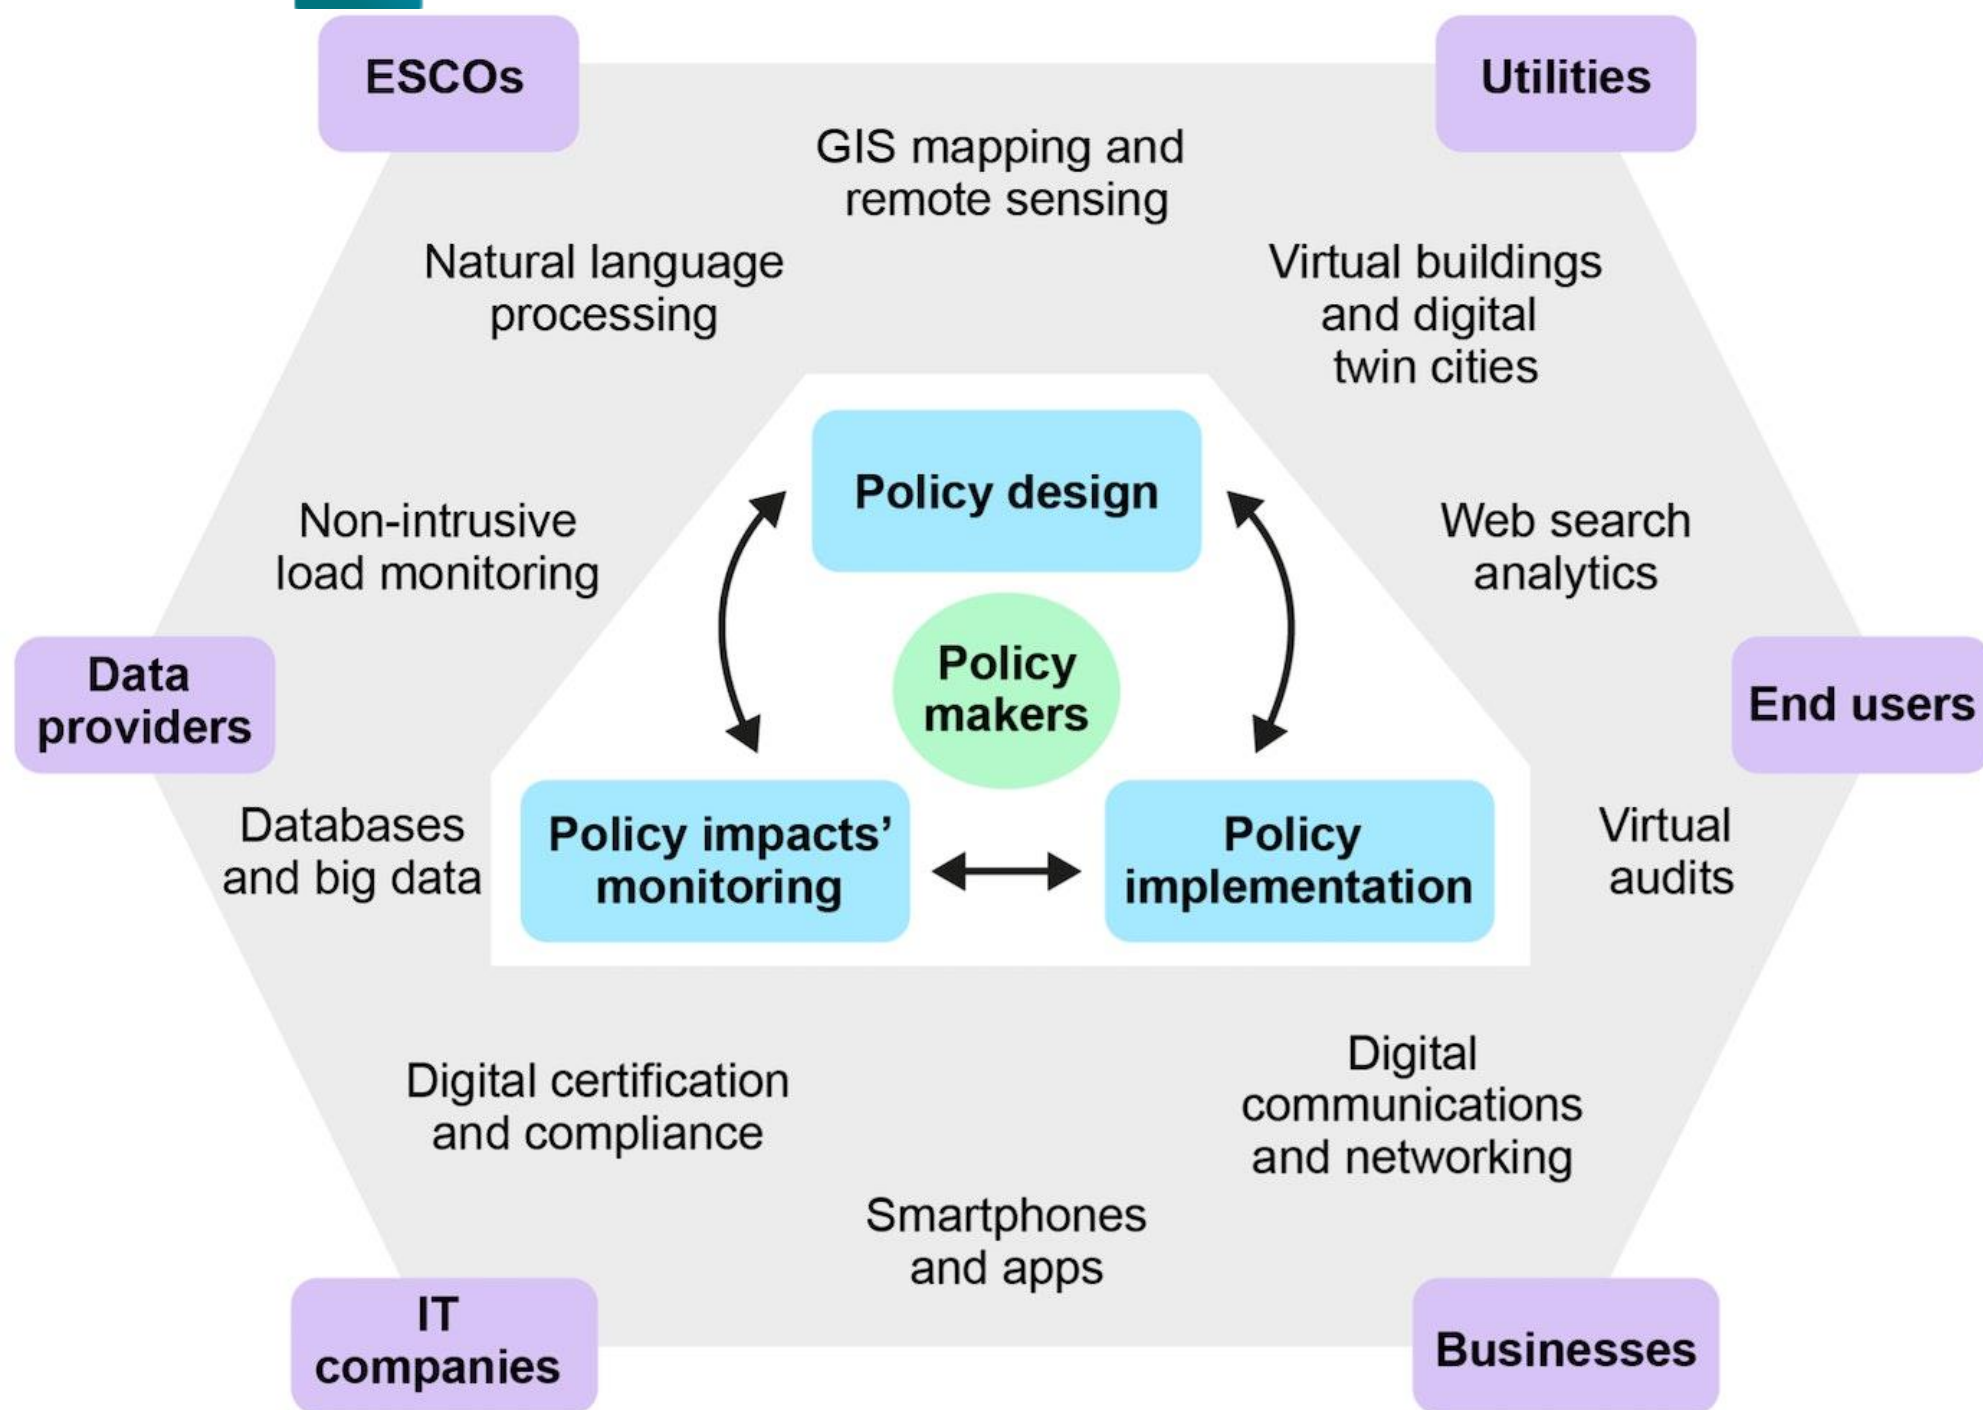 ESCOs
Utilities
GIS mapping and
remote sensing
Natural language
processing
Virtual buildings
and digital
twin cities
Policy design
Non-intrusive
load monitoring
Web search
analytics
Policy
makers
Data
providers
End users
Databases
and big data
Policy impacts’
monitoring
Policy
implementation
Virtual
audits
Digital certification
and compliance
Digital
communications
and networking
Smartphones
and apps
IT
companies
Businesses